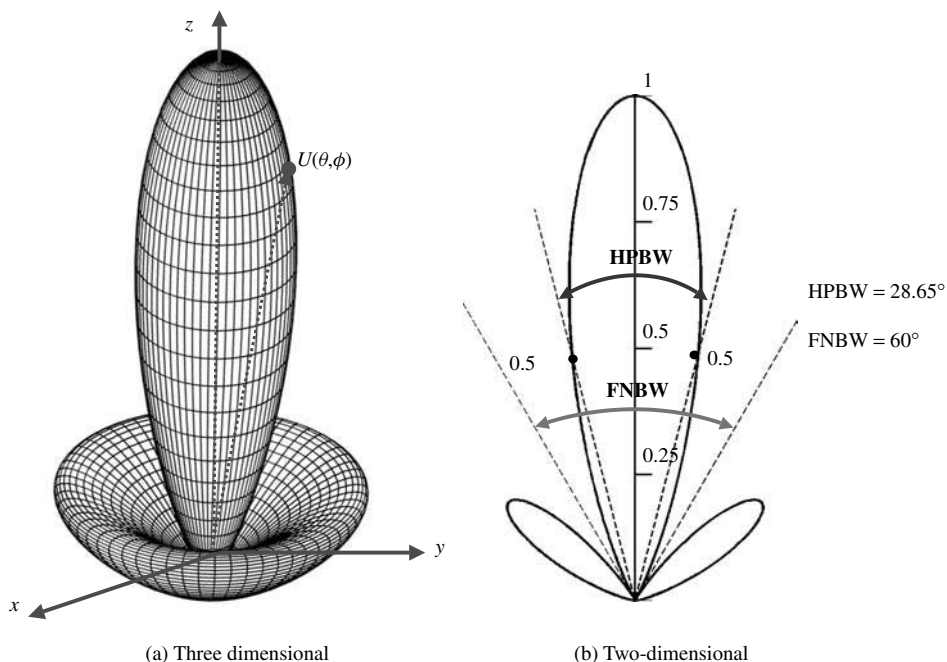 z
U(θ,ϕ)
y
x
(a) Three dimensional
1
0.75
HPBW
HPBW = 28.65°
0.5
FNBW = 60°
0.5
0.5
FNBW
0.25
(b) Two-dimensional